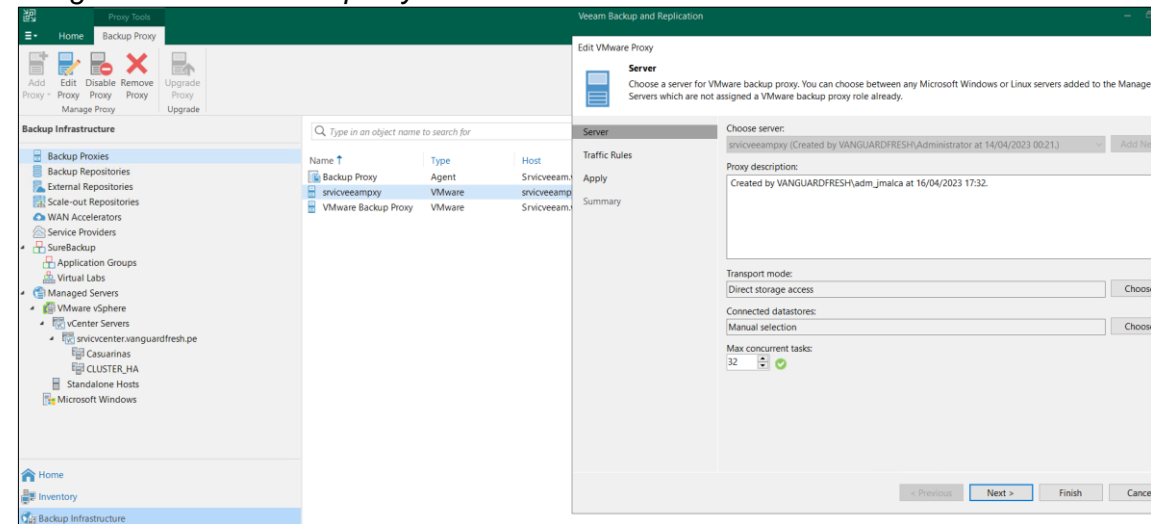 Proxy Tools
Veeam Backup and Replication
Home Backup Proxy
Add Proxy
Edit Proxy
Disable Proxy
Remove Proxy
Upgrade Proxy
Manage Proxy
Upgrade
Backup Infrastructure
Backup Proxies
Backup Repositories
External Repositories
Scale-out Repositories
WAN Accelerators
Service Providers
SureBackup
Application Groups
Virtual Labs
Managed Servers
VMware vSphere
vCenter Servers
srvicvcenter.vanguardfresh.pe
Casuarinas
CLUSTER_HA
Standalone Hosts
Microsoft Windows
Home
Inventory
Backup Infrastructure
Type in an object name to search for
Name Type Host
Backup Proxy Agent Srvicveeam.
srvicveeampxy VMware srvicveeamp
VMware Backup Proxy VMware Srvicveeam.
Edit VMware Proxy
Server
Choose a server for VMware backup proxy. You can choose between any Microsoft Windows or Linux servers added to the Manage
Servers which are not assigned a VMware backup proxy role already.
Server
Traffic Rules
Apply
Summary
Choose server:
srvicveeampxy (Created by VANGUARDFRESH\Administrator at 14/04/2023 00:21.) Add Ne
Proxy description:
Created by VANGUARDFRESH\adm_jmalca at 16/04/2023 17:32.
Transport mode:
Direct storage access Choos
Connected datastores:
Manual selection Choos
Max concurrent tasks:
32
< Previous Next > Finish Cance